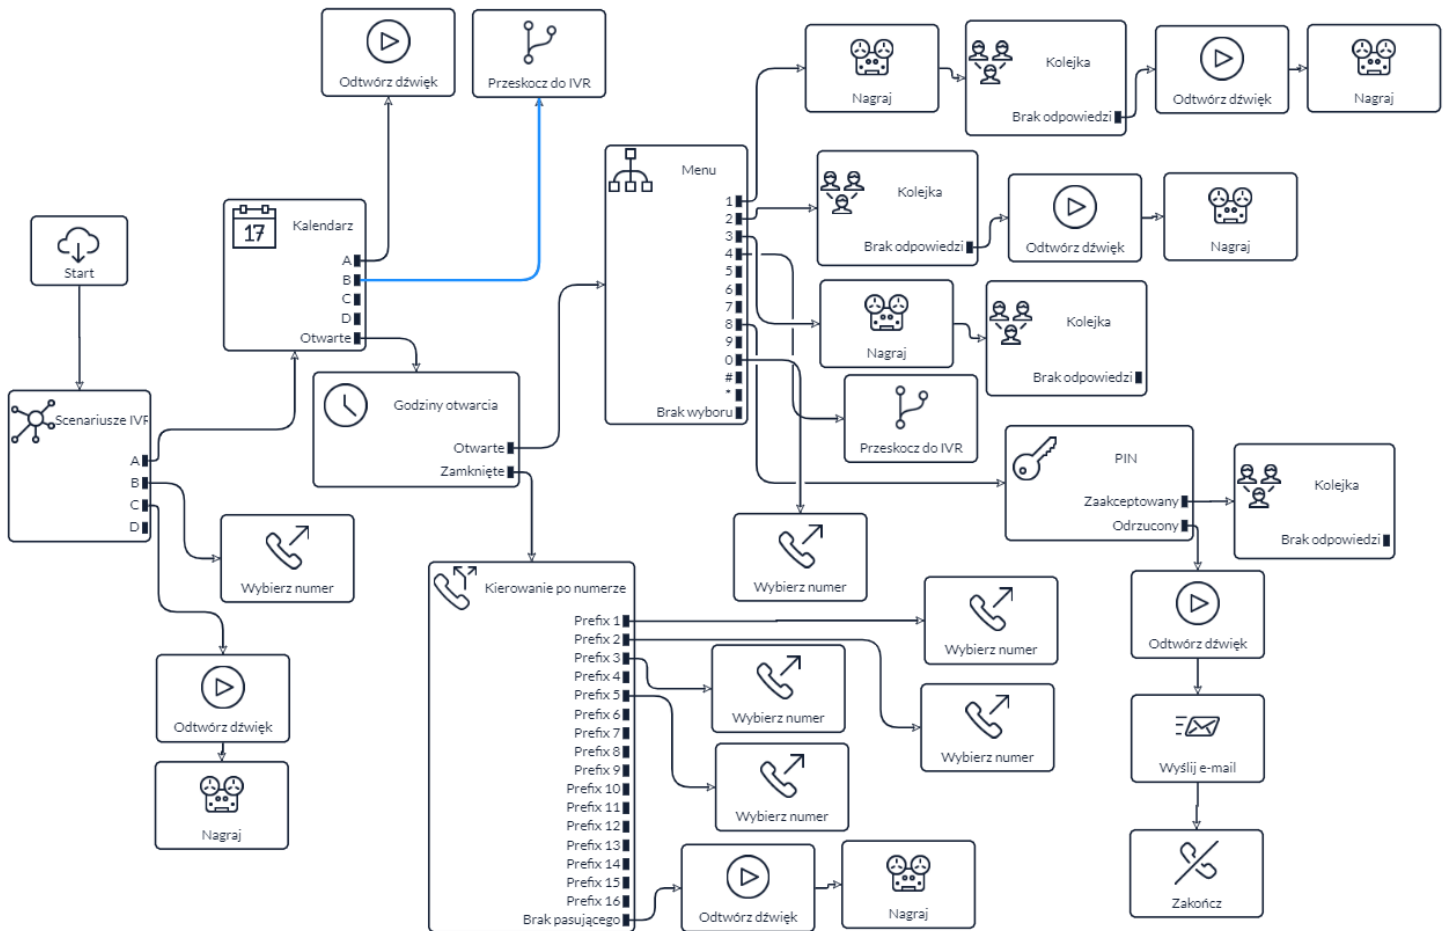 Start
Scenariusze IVR
A
B
C
D
Odtwórz dźwięk
Przeskocz do IVR
Kalendarz
17
A
B
C
D
Otwarte
Godziny otwarcia
Otwarte
Zamknięte
Wybierz numer
Odtwórz dźwięk
Nagraj
Menu
1
2
3
4
5
6
7
8
9
0
#
*
Brak wyboru
Nagraj
Kolejka
Brak odpowiedzi
Odtwórz dźwięk
Nagraj
Kolejka
Brak odpowiedzi
Odtwórz dźwięk
Nagraj
Nagraj
Kolejka
Brak odpowiedzi
Przeskocz do IVR
Wybierz numer
PIN
Zaakceptowany
Odrzucony
Kolejka
Brak odpowiedzi
Odtwórz dźwięk
Wyślij e-mail
Zakończ
Kierowanie po numerze
Prefix 1
Prefix 2
Prefix 3
Prefix 4
Prefix 5
Prefix 6
Prefix 7
Prefix 8
Prefix 9
Prefix 10
Prefix 11
Prefix 12
Prefix 13
Prefix 14
Prefix 15
Prefix 16
Brak pasującego
Wybierz numer
Wybierz numer
Wybierz numer
Wybierz numer
Odtwórz dźwięk
Nagraj